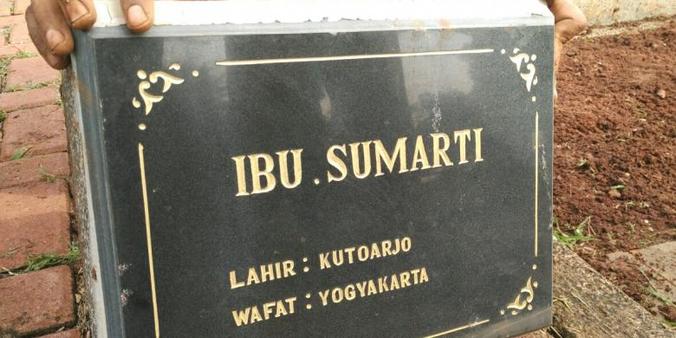 IBU . SUMARTI
LAHIR : KUTOARJO
WAFAT : YOGYAKARTA